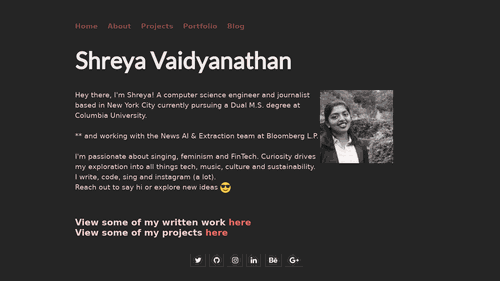 Home About Projects Portfolio Blog
Shreya Vaidyanathan
Hey there, I'm Shreya! A computer science engineer and journalist
based in New York City currently pursuing a Dual M.S. degree at
Columbia University.
** and working with the News AI & Extraction team at Bloomberg L.P.
I'm passionate about singing, feminism and FinTech. Curiosity drives
my exploration into all things tech, music, culture and sustainability.
I write, code, sing and instagram (a lot).
Reach out to say hi or explore new ideas 😎
View some of my written work here
View some of my projects here
Bē G+